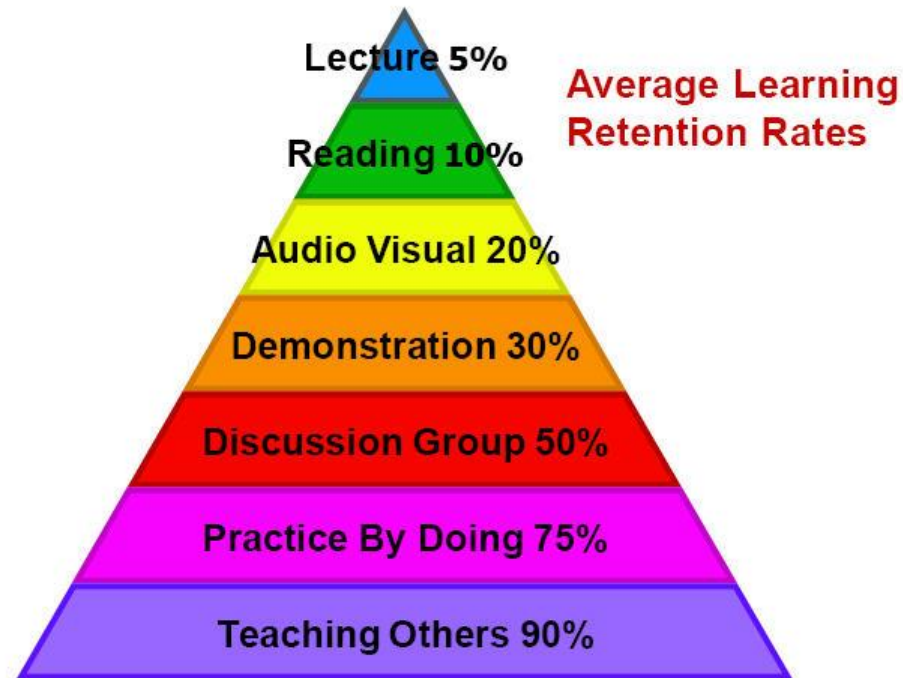 Lecture 5%
Average Learning
Retention Rates
Reading 10%
Audio Visual 20%
Demonstration 30%
Discussion Group 50%
Practice By Doing 75%
Teaching Others 90%